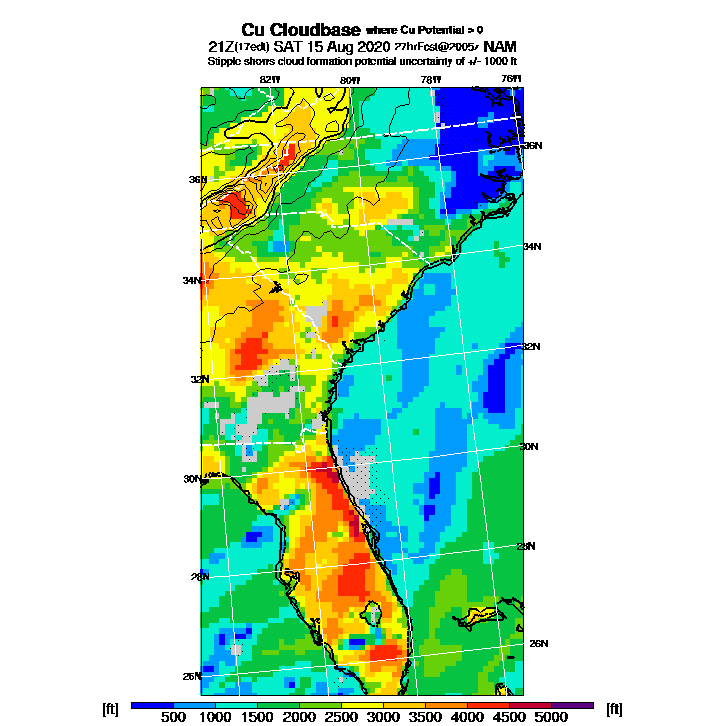 Cu Cloudbase where Cu Potential > 0
21Z(17edt) SAT 15 Aug 2020 27hrFcst@2005z NAM
Stipple shows cloud formation potential uncertainty of +/- 1000 ft
82W 80W 78W 76W
36N
36N
34N
34N
32N
32N
30N
30N
28N
28N
26N
26N
[ft] 500 1000 1500 2000 2500 3000 3500 4000 4500 5000 [ft]